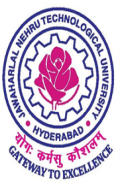 JAWAHARLAL NEHRU TECHNOLOGICAL UNIVERSITY
• HYDERABAD •
योगः कर्मसु कौशलम्
GATEWAY TO EXCELLENCE